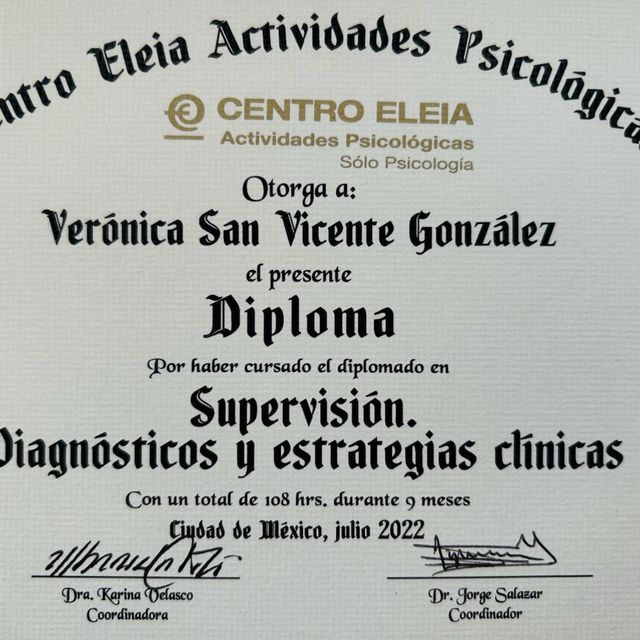 entro Eleia Actividades Psicológicas
CENTRO ELEIA
Actividades Psicológicas
Sólo Psicología
Otorga a:
Verónica San Vicente González
el presente
Diploma
Por haber cursado el diplomado en
Supervisión.
Diagnósticos y estrategias clínicas
Con un total de 108 hrs. durante 9 meses
Ciudad de México, julio 2022
Dra. Karina Velasco
Coordinadora
Dr. Jorge Salazar
Coordinador